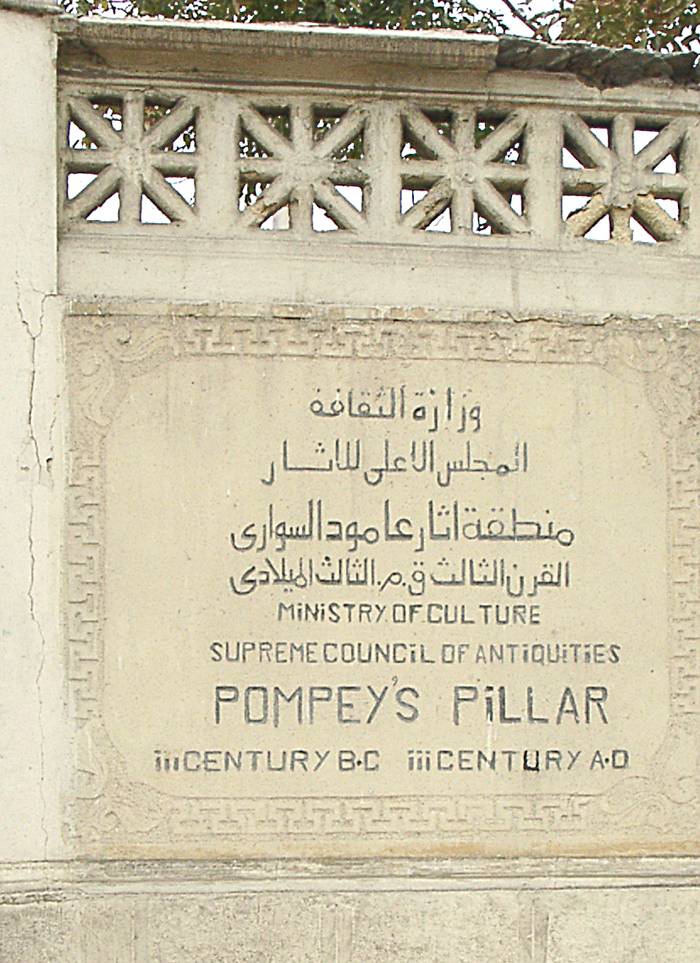 وزارة الثقافة
المجلس الاعلى للاثار
منطقة اثار عامود السوارى
القرن الثالث ق.م. الثالث الميلادى
MINISTRY.OF.CULTURE
SUPREME COUNCIL OF ANTIQUITIES
POMPEY'S PILLAR
iii CENTURY B.C iii CENTURY A.D